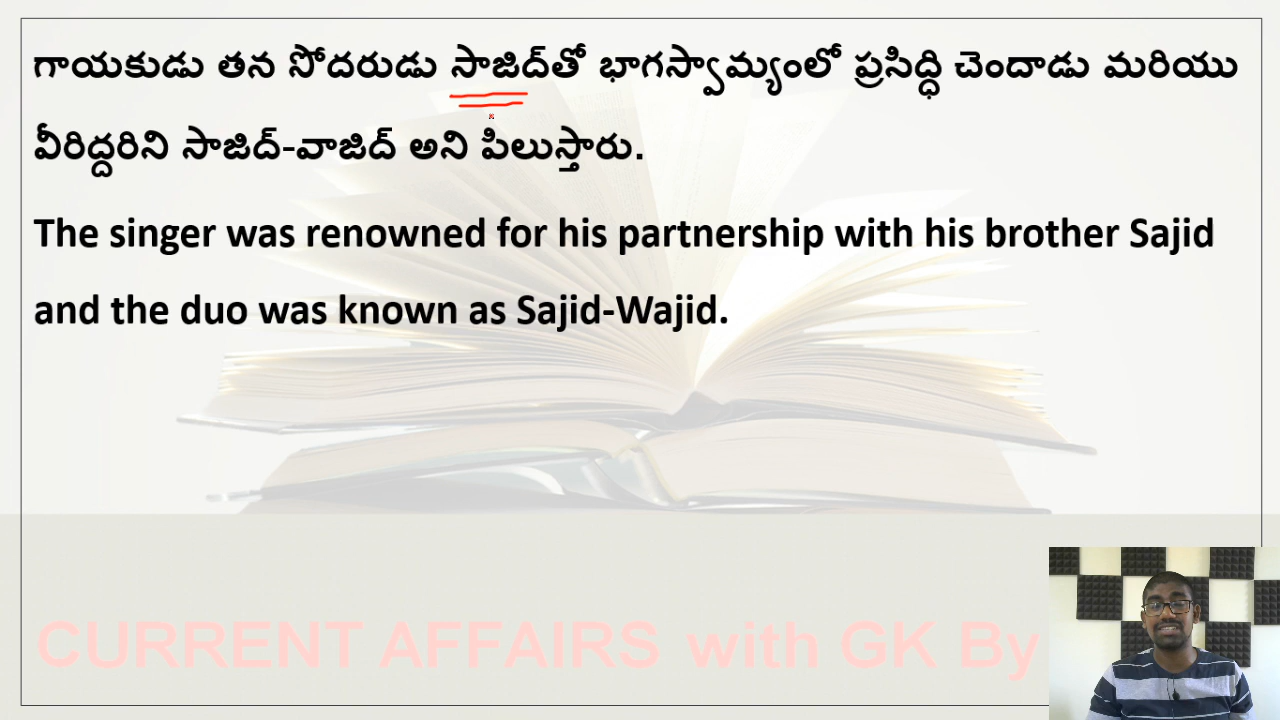 గాయకుడు తన సోదరుడు సాజిద్‌తో భాగస్వామ్యంలో ప్రసిద్ధి చెందాడు మరియు
వీరిద్దరిని సాజిద్-వాజిద్ అని పిలుస్తారు.
The singer was renowned for his partnership with his brother Sajid
and the duo was known as Sajid-Wajid.
CURRENT AFFAIRS with GK By